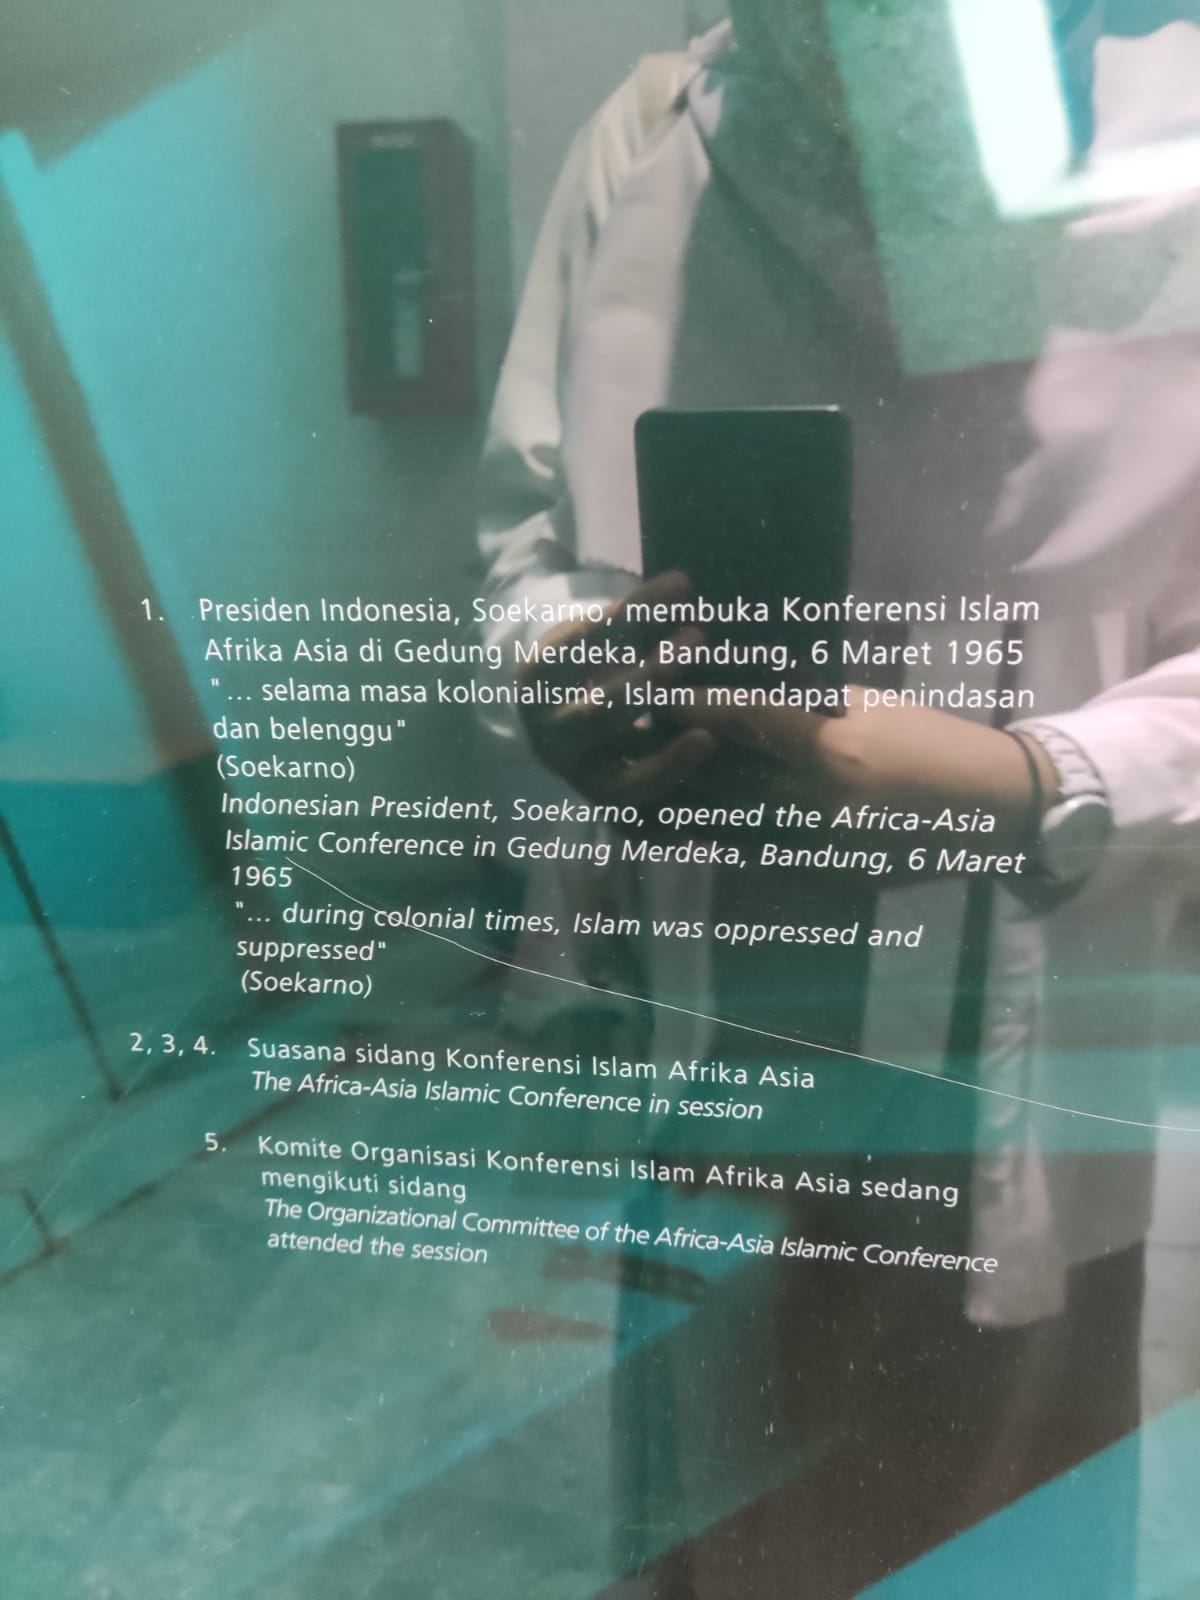 1. Presiden Indonesia, Soekarno, membuka Konferensi Islam
Afrika Asia di Gedung Merdeka, Bandung, 6 Maret 1965
"... selama masa kolonialisme, Islam mendapat penindasan
dan belenggu"
(Soekarno)
Indonesian President, Soekarno, opened the Africa-Asia
Islamic Conference in Gedung Merdeka, Bandung, 6 Maret
1965
"... during colonial times, Islam was oppressed and
suppressed"
(Soekarno)
2, 3, 4. Suasana sidang Konferensi Islam Afrika Asia
The Africa-Asia Islamic Conference in session
5. Komite Organisasi Konferensi Islam Afrika Asia sedang
mengikuti sidang
The Organizational Committee of the Africa-Asia Islamic Conference
attended the session